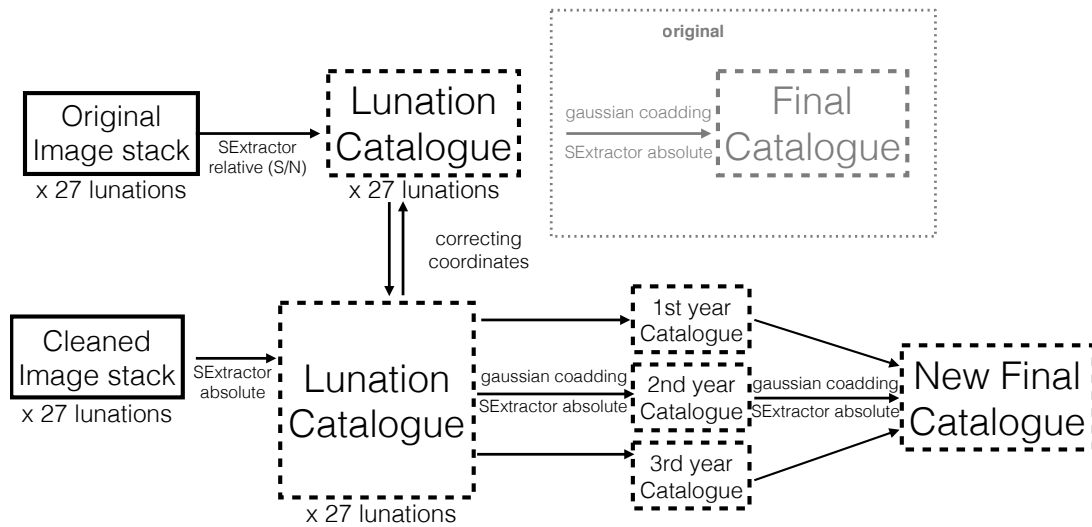 original
Original
Image stack
x 27 lunations
SExtractor
relative (S/N)
Lunation
Catalogue
x 27 lunations
gaussian coadding
SExtractor absolute
Final
Catalogue
correcting
coordinates
Cleaned
Image stack
x 27 lunations
SExtractor
absolute
Lunation
Catalogue
x 27 lunations
gaussian coadding
SExtractor absolute
1st year
Catalogue
2nd year
Catalogue
3rd year
Catalogue
gaussian coadding
SExtractor absolute
New Final
Catalogue